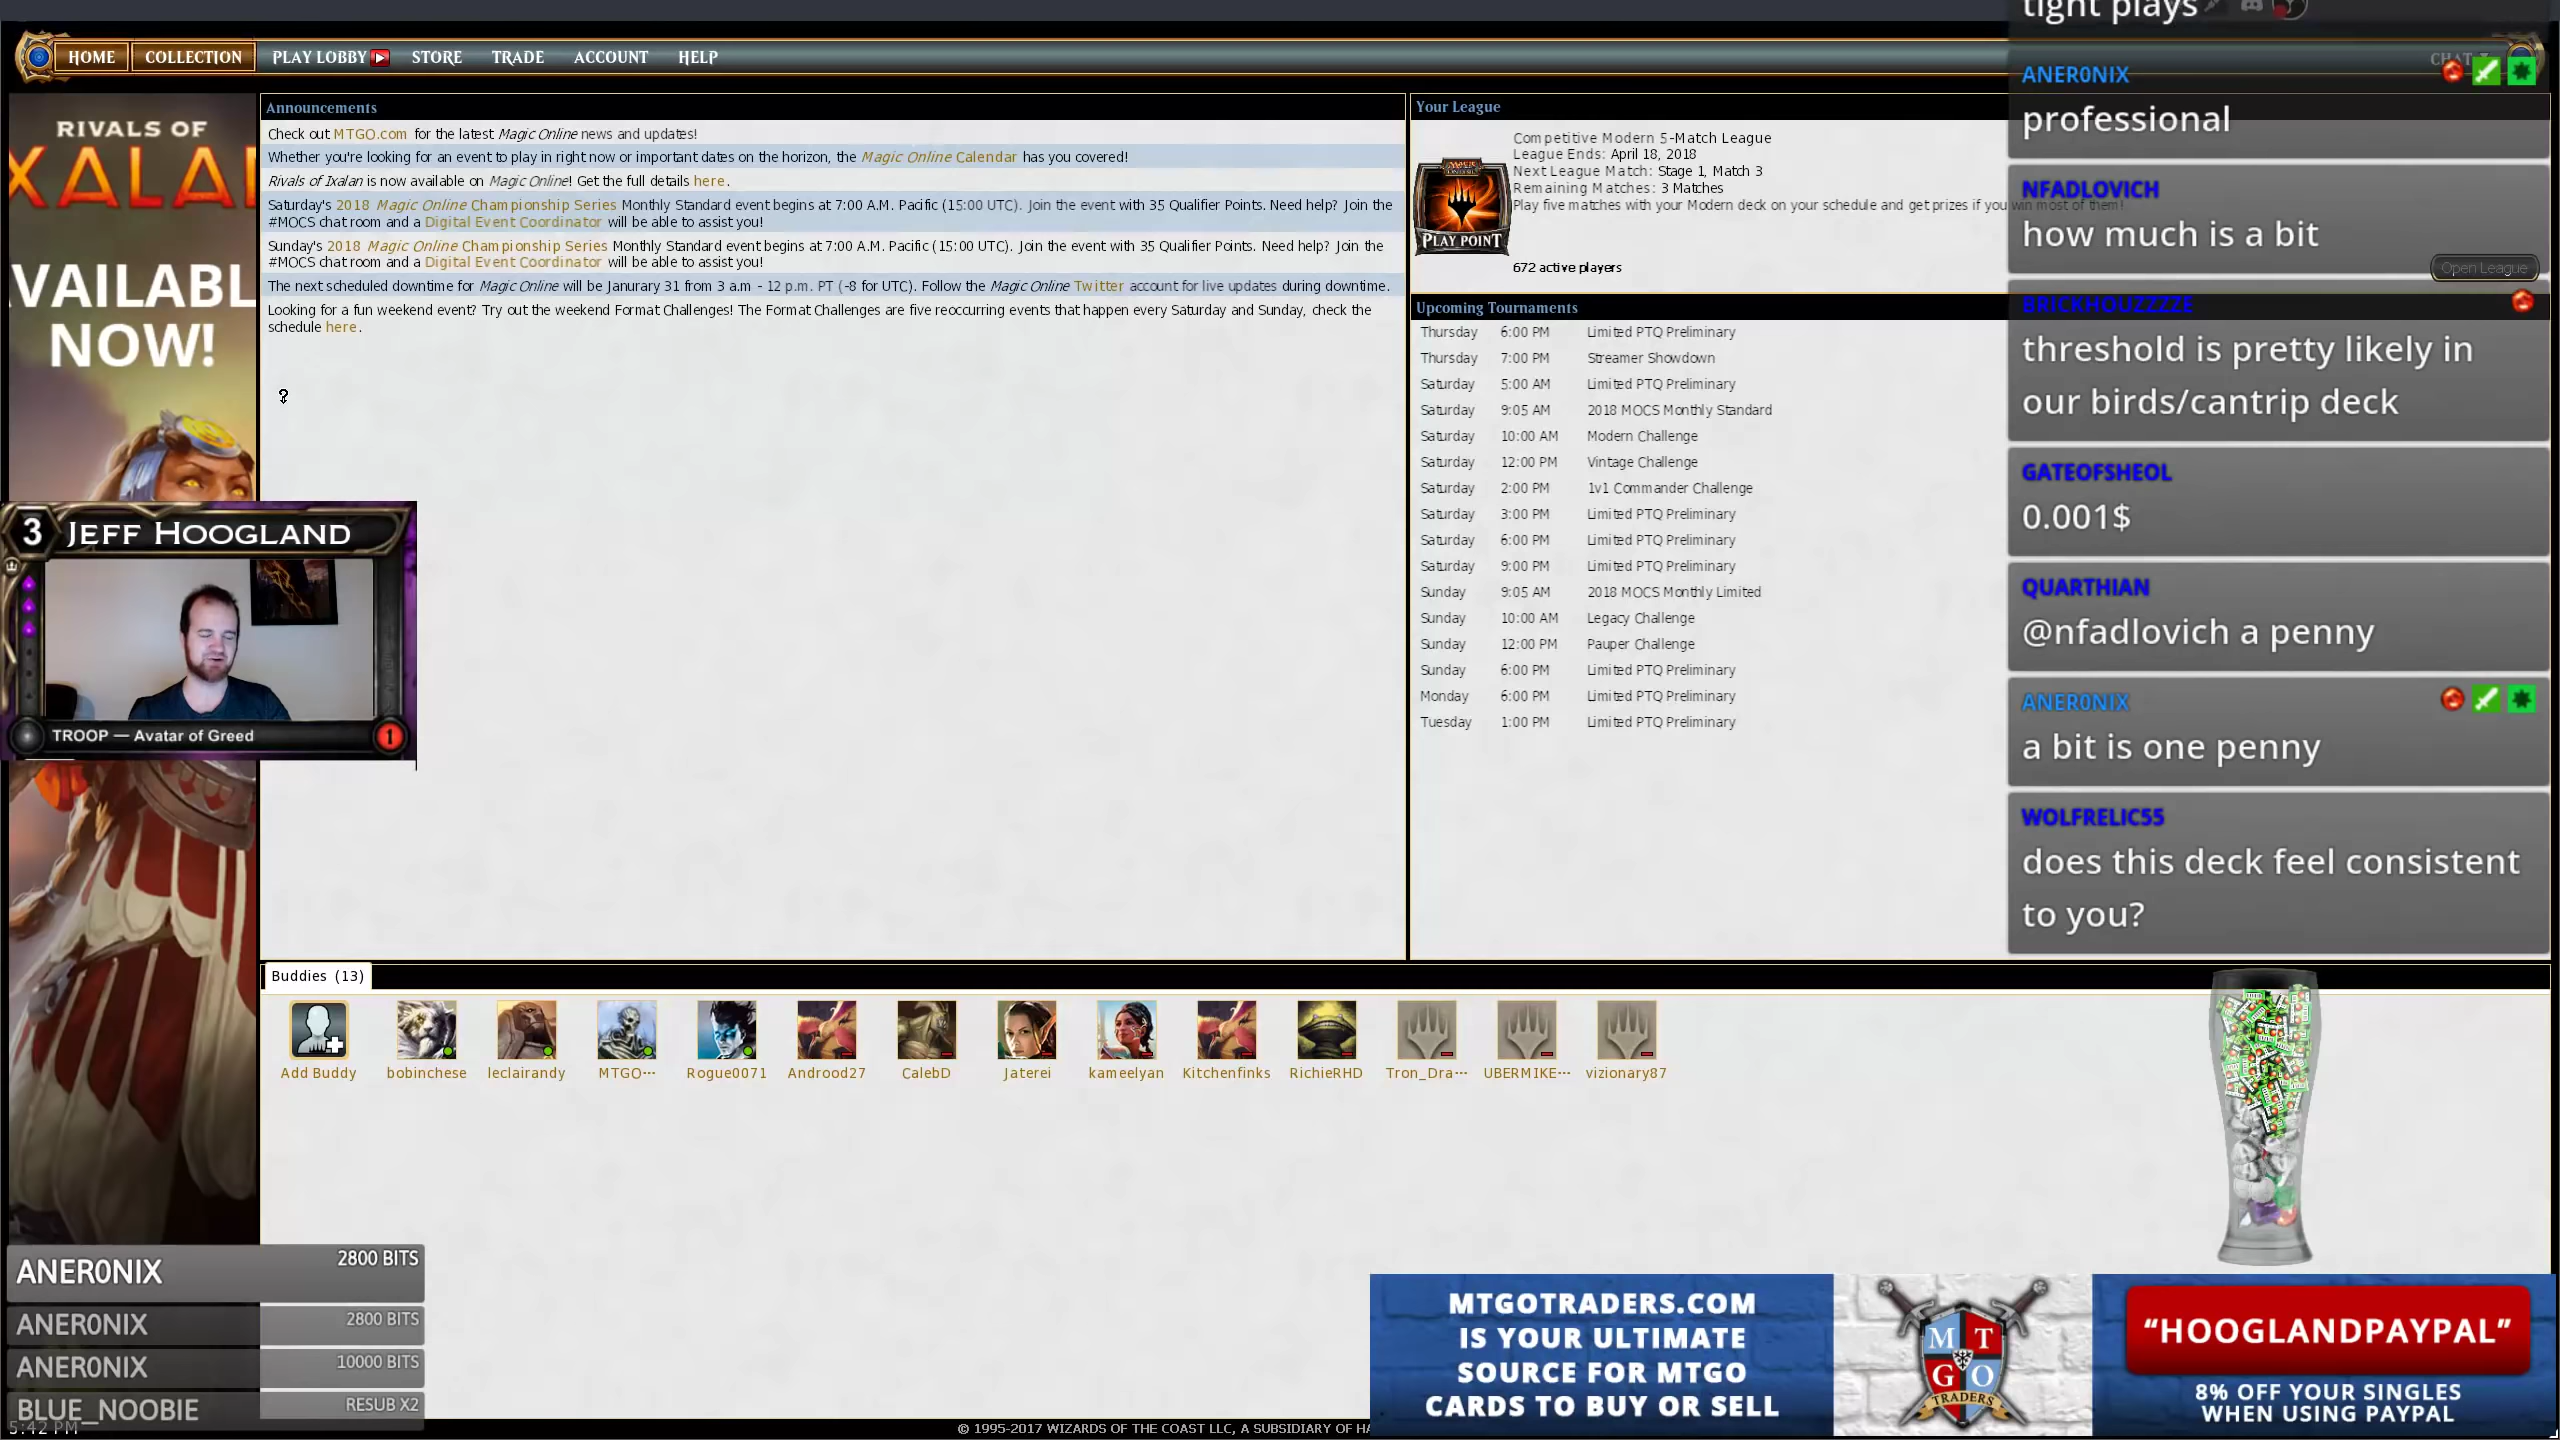 tight plays
HOME COLLECTION PLAY LOBBY STORE TRADE ACCOUNT HELP
CHAT
RIVALS OF
IXALAN
AVAILABL
NOW!
Announcements
Check out MTGO.com for the latest Magic Online news and updates!
Whether you're looking for an event to play in right now or important dates on the horizon, the Magic Online Calendar has you covered!
Rivals of Ixalan is now available on Magic Online! Get the full details here.
Saturday's 2018 Magic Online Championship Series Monthly Standard event begins at 7:00 A.M. Pacific (15:00 UTC). Join the event with 35 Qualifier Points. Need help? Join the
#MOCS chat room and a Digital Event Coordinator will be able to assist you!
Sunday's 2018 Magic Online Championship Series Monthly Standard event begins at 7:00 A.M. Pacific (15:00 UTC). Join the event with 35 Qualifier Points. Need help? Join the
#MOCS chat room and a Digital Event Coordinator will be able to assist you!
The next scheduled downtime for Magic Online will be Janurary 31 from 3 a.m - 12 p.m. PT (-8 for UTC). Follow the Magic Online Twitter account for live updates during downtime.
Looking for a fun weekend event? Try out the weekend Format Challenges! The Format Challenges are five reoccurring events that happen every Saturday and Sunday, check the
schedule here.
Your League
Competitive Modern 5-Match League
League Ends: April 18, 2018
Next League Match: Stage 1, Match 3
Remaining Matches: 3 Matches
Play five matches with your Modern deck on your schedule and get prizes if you win most of them!
PLAY POINT
672 active players
Open League
Upcoming Tournaments
Thursday 6:00 PM Limited PTQ Preliminary
Thursday 7:00 PM Streamer Showdown
Saturday 5:00 AM Limited PTQ Preliminary
Saturday 9:05 AM 2018 MOCS Monthly Standard
Saturday 10:00 AM Modern Challenge
Saturday 12:00 PM Vintage Challenge
Saturday 2:00 PM 1v1 Commander Challenge
Saturday 3:00 PM Limited PTQ Preliminary
Saturday 6:00 PM Limited PTQ Preliminary
Saturday 9:00 PM Limited PTQ Preliminary
Sunday 9:05 AM 2018 MOCS Monthly Limited
Sunday 10:00 AM Legacy Challenge
Sunday 12:00 PM Pauper Challenge
Sunday 6:00 PM Limited PTQ Preliminary
Monday 6:00 PM Limited PTQ Preliminary
Tuesday 1:00 PM Limited PTQ Preliminary
ANER0NIX
professional
NFADLOVICH
how much is a bit
BRICKHOUZZZZE
threshold is pretty likely in
our birds/cantrip deck
GATEOFSHEOL
0.001$
QUARTHIAN
@nfadlovich a penny
ANER0NIX
a bit is one penny
WOLFRELIC55
does this deck feel consistent
to you?
3 JEFF HOOGLAND
TROOP — Avatar of Greed 1
Buddies (13)
Add Buddy bobinchese leclairandy MTGO... Rogue0071 Androod27 CalebD Jaterei kameelyan Kitchenfinks RichieRHD Tron_Dra... UBERMIKE... vizionary87
ANER0NIX 2800 BITS
ANER0NIX 2800 BITS
ANER0NIX 10000 BITS
BLUE_NOOBIE RESUB X2
5:42 PM
© 1995-2017 WIZARDS OF THE COAST LLC, A SUBSIDIARY OF HA
MTGOTRADERS.COM
IS YOUR ULTIMATE
SOURCE FOR MTGO
CARDS TO BUY OR SELL
M T
G O
TRADERS
"HOOGLANDPAYPAL"
8% OFF YOUR SINGLES
WHEN USING PAYPAL